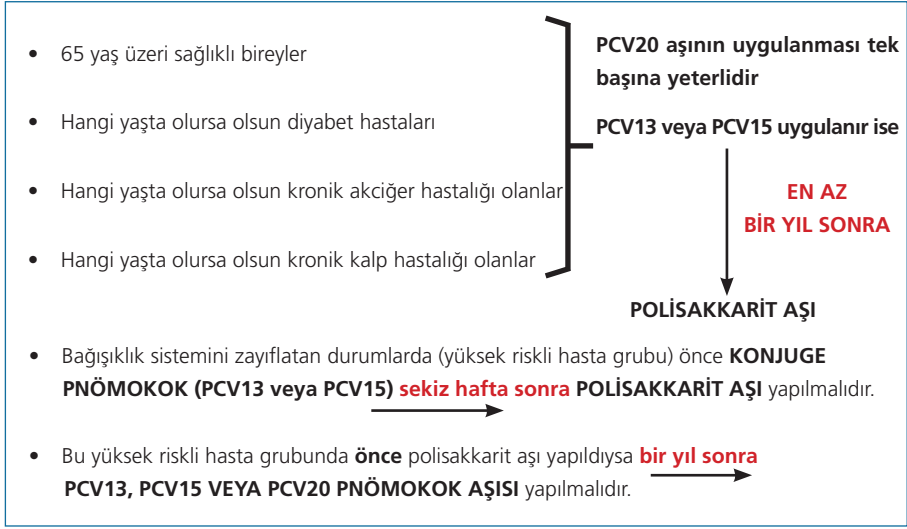 • 65 yaş üzeri sağlıklı bireyler
• Hangi yaşta olursa olsun diyabet hastaları
• Hangi yaşta olursa olsun kronik akciğer hastalığı olanlar
• Hangi yaşta olursa olsun kronik kalp hastalığı olanlar
PCV20 aşının uygulanması tek
başına yeterlidir
PCV13 veya PCV15 uygulanır ise
EN AZ
BİR YIL SONRA
POLİSAKKARİT AŞI
• Bağışıklık sistemini zayıflatan durumlarda (yüksek riskli hasta grubu) önce KONJUGE
PNÖMOKOK (PCV13 veya PCV15) sekiz hafta sonra POLİSAKKARİT AŞI yapılmalıdır.
• Bu yüksek riskli hasta grubunda önce polisakkarit aşı yapıldıysa bir yıl sonra
PCV13, PCV15 VEYA PCV20 PNÖMOKOK AŞISI yapılmalıdır.